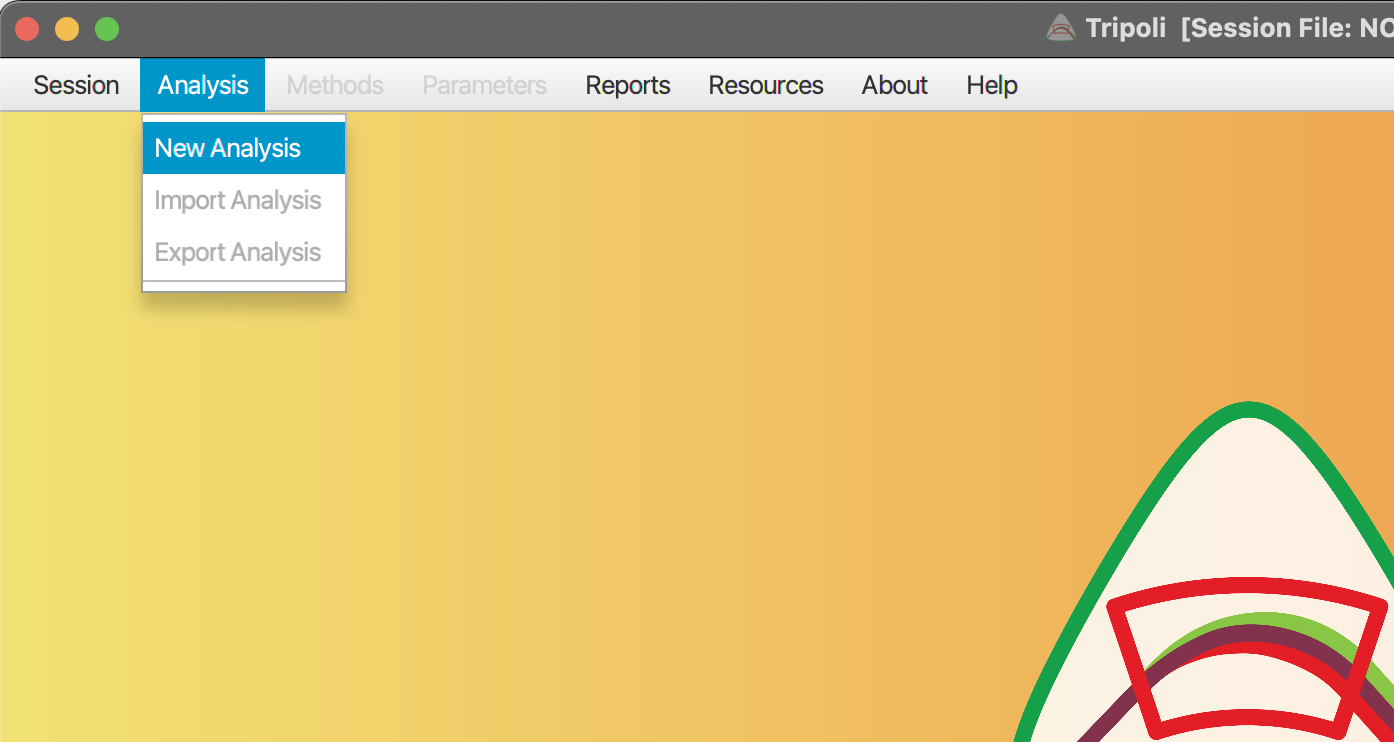 Tripoli [Session File: NO
Session Analysis Methods Parameters Reports Resources About Help
New Analysis
Import Analysis
Export Analysis